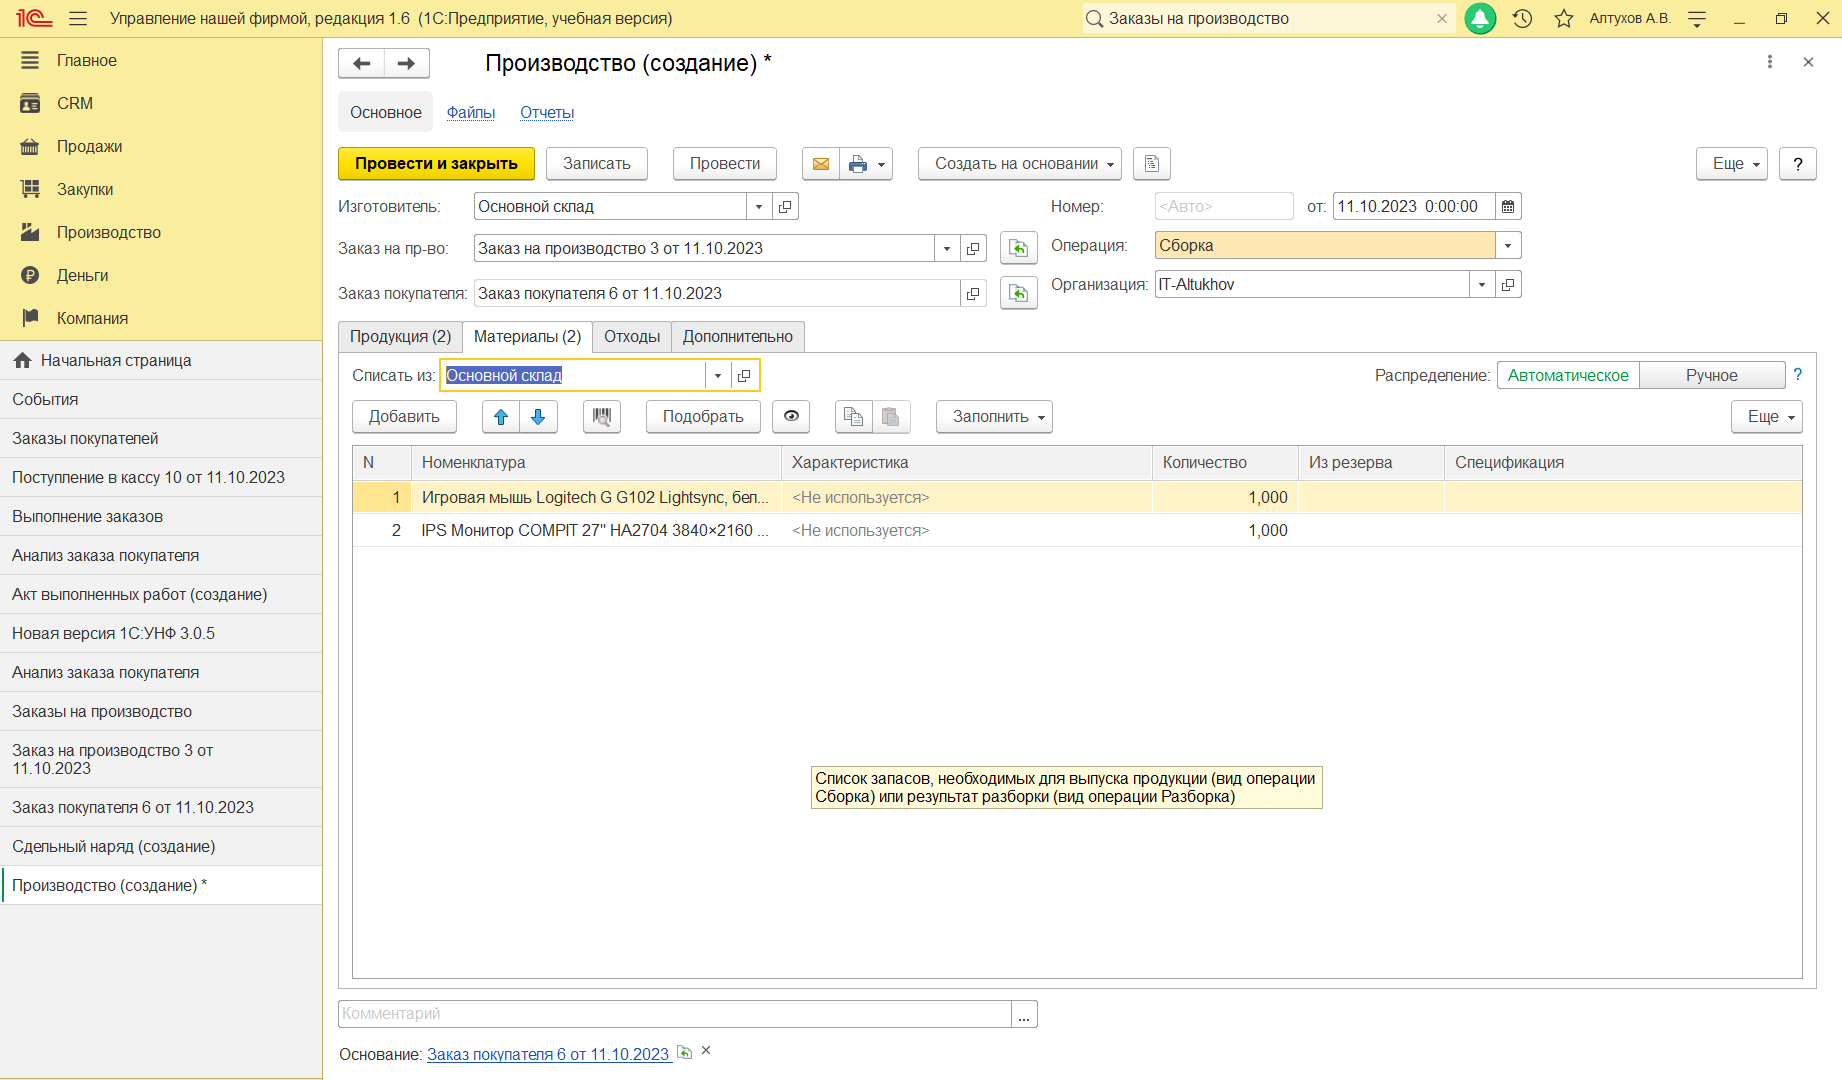 1С Управление нашей фирмой, редакция 1.6 (1С:Предприятие, учебная версия)
Заказы на производство
Алтухов А.В.
Главное
CRM
Продажи
Закупки
Производство
Деньги
Компания
Начальная страница
События
Заказы покупателей
Поступление в кассу 10 от 11.10.2023
Выполнение заказов
Анализ заказа покупателя
Акт выполненных работ (создание)
Новая версия 1С:УНФ 3.0.5
Анализ заказа покупателя
Заказы на производство
Заказ на производство 3 от
11.10.2023
Заказ покупателя 6 от 11.10.2023
Сдельный наряд (создание)
Производство (создание) *
Производство (создание) *
Основное Файлы Отчеты
Провести и закрыть Записать Провести Создать на основании Еще ?
Изготовитель: Основной склад Номер: <Авто> от: 11.10.2023 0:00:00
Заказ на пр-во: Заказ на производство 3 от 11.10.2023 Операция: Сборка
Заказ покупателя: Заказ покупателя 6 от 11.10.2023 Организация: IT-Altukhov
Продукция (2) Материалы (2) Отходы Дополнительно
Списать из: Основной склад Распределение: Автоматическое Ручное ?
Добавить Подобрать Заполнить Еще
N Номенклатура Характеристика Количество Из резерва Спецификация
1 Игровая мышь Logitech G G102 Lightsync, бел... <Не используется> 1,000
2 IPS Монитор COMPIT 27" HA2704 3840×2160 ... <Не используется> 1,000
Список запасов, необходимых для выпуска продукции (вид операции
Сборка) или результат разборки (вид операции Разборка)
Комментарий ...
Основание: Заказ покупателя 6 от 11.10.2023